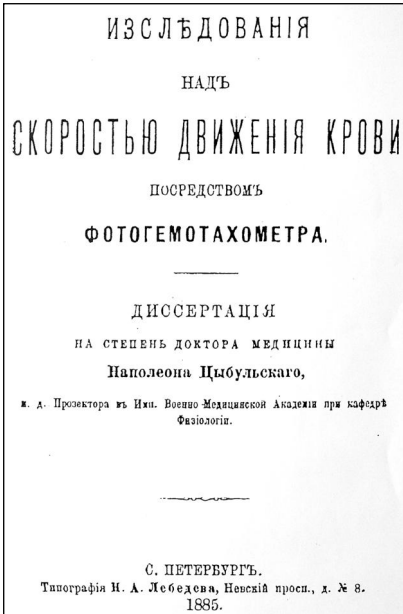 ИЗСЛѢДОВАНІЯ
НАДЪ
СКОРОСТЬЮ ДВИЖЕНІЯ КРОВИ
ПОСРЕДСТВОМЪ
ФОТОГЕМОТАХОМЕТРА.
ДИССЕРТАЦІЯ
НА СТЕПЕНЬ ДОКТОРА МЕДИЦИНЫ
Наполеона Цыбульскаго,
и. д. Прозектора въ Имп. Военно-Медицинской Академіи при кафедрѣ
Физіологіи.
С. ПЕТЕРБУРГЪ.
Типографія Н. А. Лебедева, Невскій просп., д. № 8.
1885.